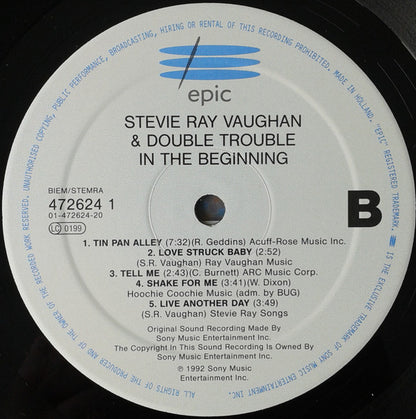 UNAUTHORISED COPYING, PUBLIC PERFORMANCE, BROADCASTING, HIRING OR RENTAL OF THIS RECORDING PROHIBITED. MADE IN HOLLAND. "EPIC" REGISTERED TRADEMARK.
epic
STEVIE RAY VAUGHAN
& DOUBLE TROUBLE
IN THE BEGINNING
BIEM/STEMRA
472624 1
01-472624-20
LC 0199
B
1. TIN PAN ALLEY (7:32)(R. Geddins) Acuff-Rose Music Inc.
2. LOVE STRUCK BABY (2:52)
(S.R. Vaughan) Ray Vaughan Music
3. TELL ME (2:43)(C. Burnett) ARC Music Corp.
4. SHAKE FOR ME (3:41)(W. Dixon)
Hoochie Coochie Music (adm. by BUG)
5. LIVE ANOTHER DAY (3:49)
(S.R. Vaughan) Stevie Ray Songs
Original Sound Recording Made By
Sony Music Entertainment Inc.
The Copyright In This Sound Recording Is Owned By
Sony Music Entertainment Inc.
℗ 1992 Sony Music
Entertainment Inc.
IS THE EXCLUSIVE TRADEMARK OF SONY MUSIC ENTERTAINMENT INC
ALL RIGHTS OF THE PRODUCER AND OF THE OWNER OF THE RECORDED WORK RESERVED.